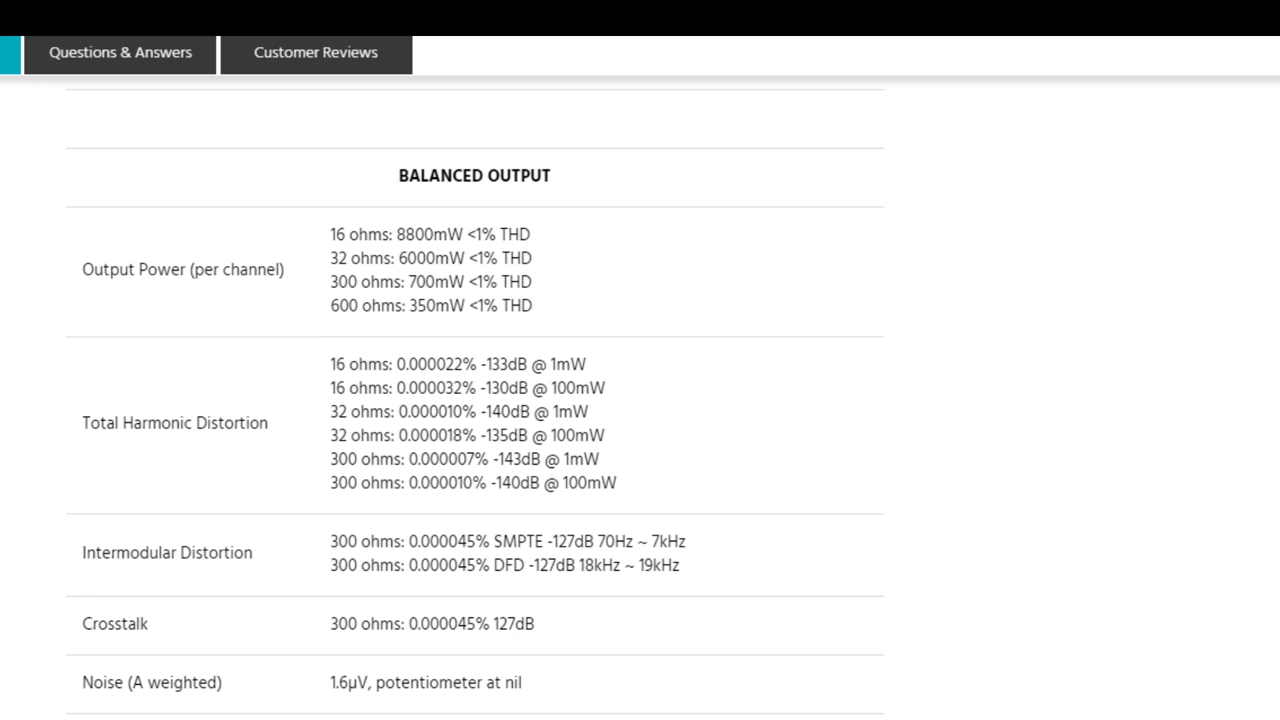 Questions & Answers
Customer Reviews
BALANCED OUTPUT
Output Power (per channel)
16 ohms: 8800mW <1% THD
32 ohms: 6000mW <1% THD
300 ohms: 700mW <1% THD
600 ohms: 350mW <1% THD
Total Harmonic Distortion
16 ohms: 0.000022% -133dB @ 1mW
16 ohms: 0.000032% -130dB @ 100mW
32 ohms: 0.000010% -140dB @ 1mW
32 ohms: 0.000018% -135dB @ 100mW
300 ohms: 0.000007% -143dB @ 1mW
300 ohms: 0.000010% -140dB @ 100mW
Intermodular Distortion
300 ohms: 0.000045% SMPTE -127dB 70Hz ~ 7kHz
300 ohms: 0.000045% DFD -127dB 18kHz ~ 19kHz
Crosstalk
300 ohms: 0.000045% 127dB
Noise (A weighted)
1.6µV, potentiometer at nil